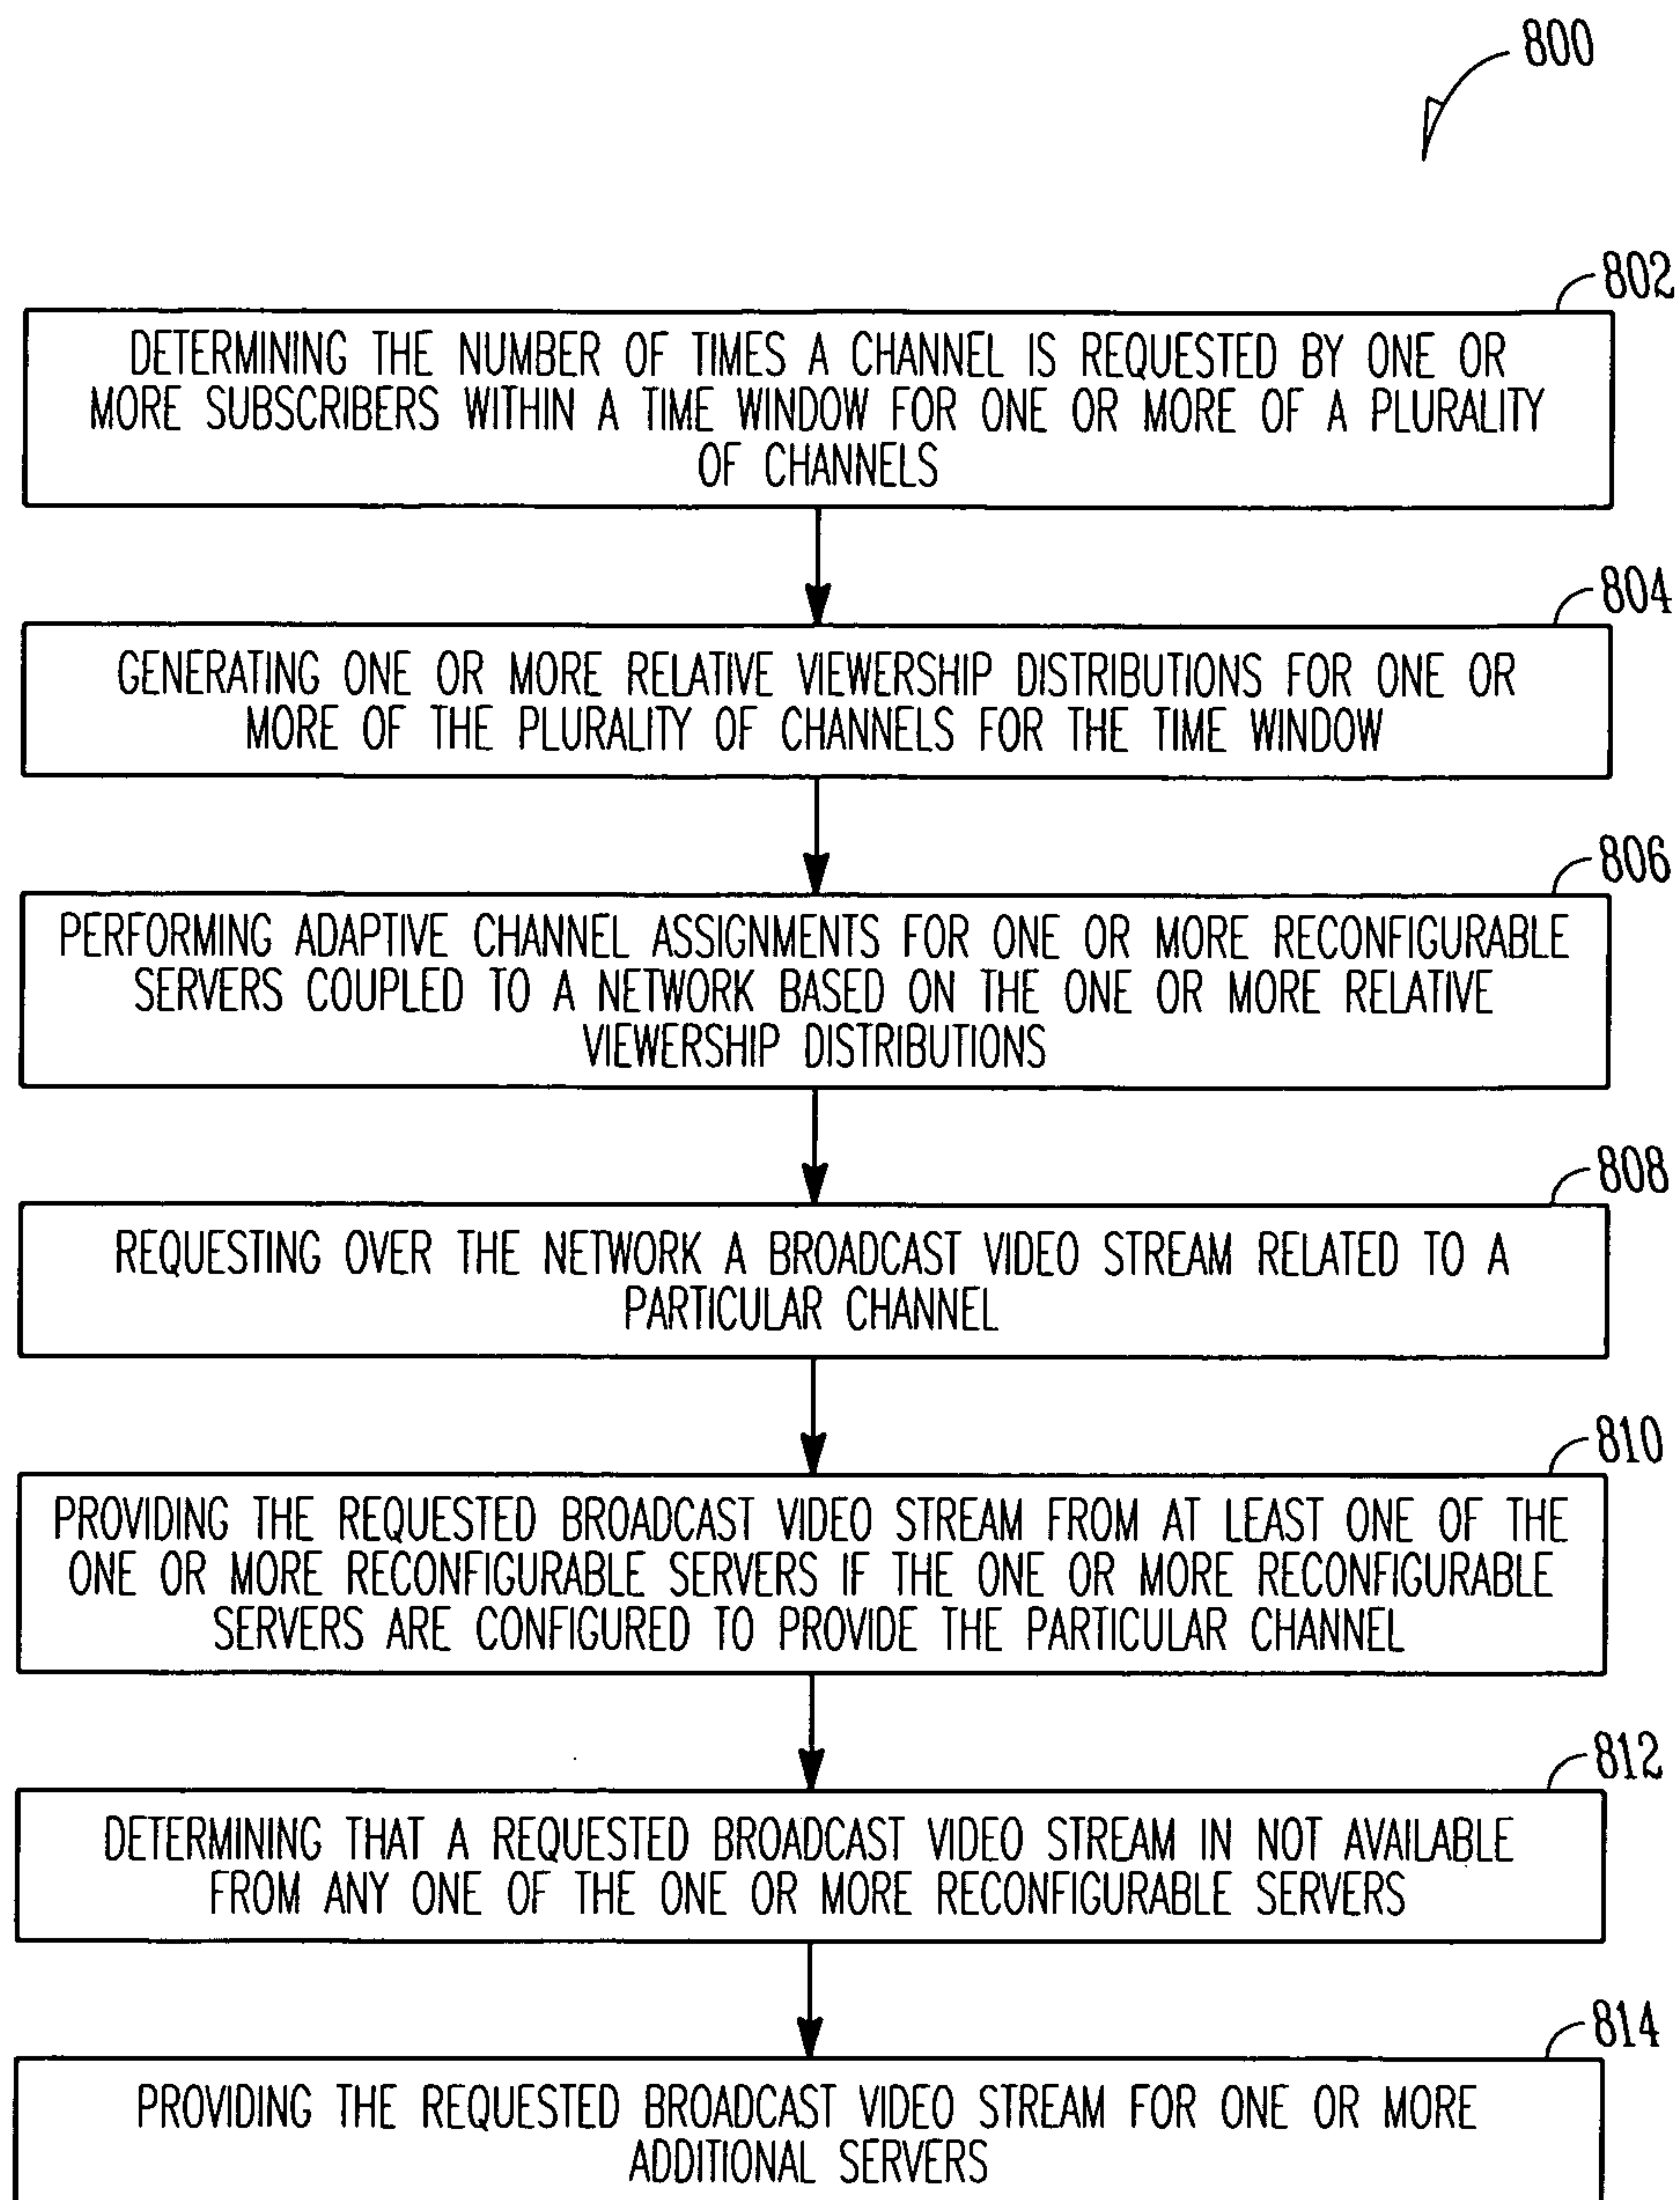 800
802
DETERMINING THE NUMBER OF TIMES A CHANNEL IS REQUESTED BY ONE OR
MORE SUBSCRIBERS WITHIN A TIME WINDOW FOR ONE OR MORE OF A PLURALITY
OF CHANNELS
804
GENERATING ONE OR MORE RELATIVE VIEWERSHIP DISTRIBUTIONS FOR ONE OR
MORE OF THE PLURALITY OF CHANNELS FOR THE TIME WINDOW
806
PERFORMING ADAPTIVE CHANNEL ASSIGNMENTS FOR ONE OR MORE RECONFIGURABLE
SERVERS COUPLED TO A NETWORK BASED ON THE ONE OR MORE RELATIVE
VIEWERSHIP DISTRIBUTIONS
808
REQUESTING OVER THE NETWORK A BROADCAST VIDEO STREAM RELATED TO A
PARTICULAR CHANNEL
810
PROVIDING THE REQUESTED BROADCAST VIDEO STREAM FROM AT LEAST ONE OF THE
ONE OR MORE RECONFIGURABLE SERVERS IF THE ONE OR MORE RECONFIGURABLE
SERVERS ARE CONFIGURED TO PROVIDE THE PARTICULAR CHANNEL
812
DETERMINING THAT A REQUESTED BROADCAST VIDEO STREAM IN NOT AVAILABLE
FROM ANY ONE OF THE ONE OR MORE RECONFIGURABLE SERVERS
814
PROVIDING THE REQUESTED BROADCAST VIDEO STREAM FOR ONE OR MORE
ADDITIONAL SERVERS